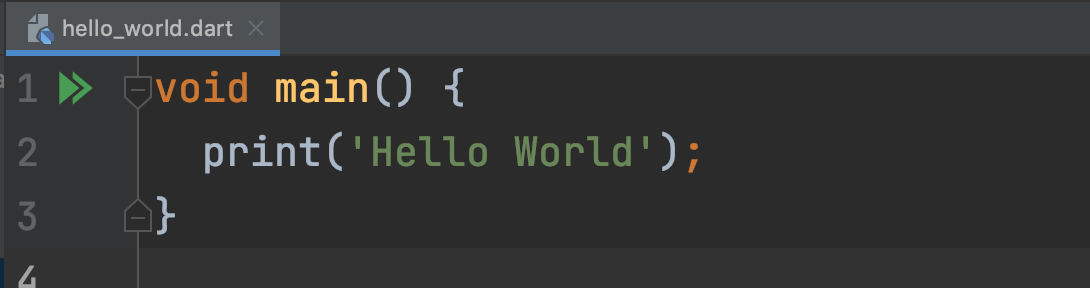 hello_world.dart
1 void main() {
2   print('Hello World');
3 }
4